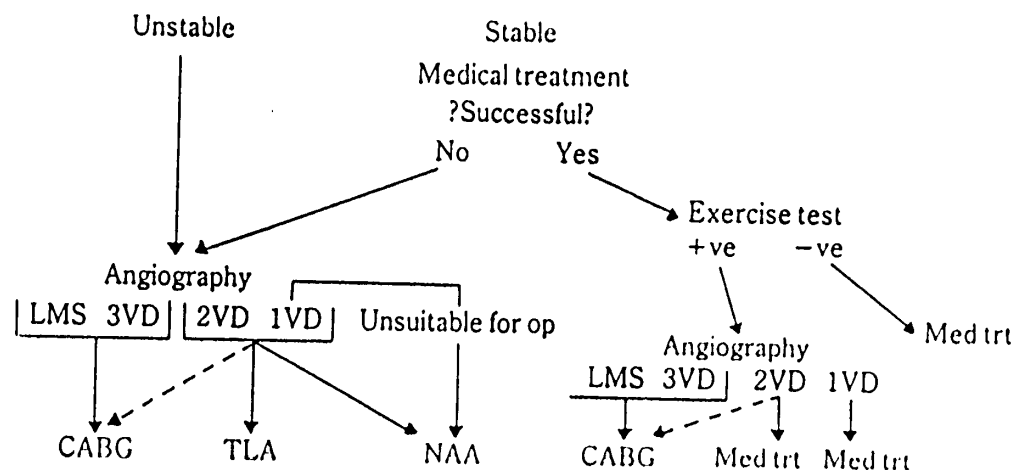 Unstable
Stable
Medical treatment
?Successful?
No Yes
Exercise test
+ve −ve
Angiography
LMS 3VD 2VD 1VD Unsuitable for op
Med trt
Angiography
LMS 3VD 2VD 1VD
CABG TLA NAA
CABG Med trt Med trt